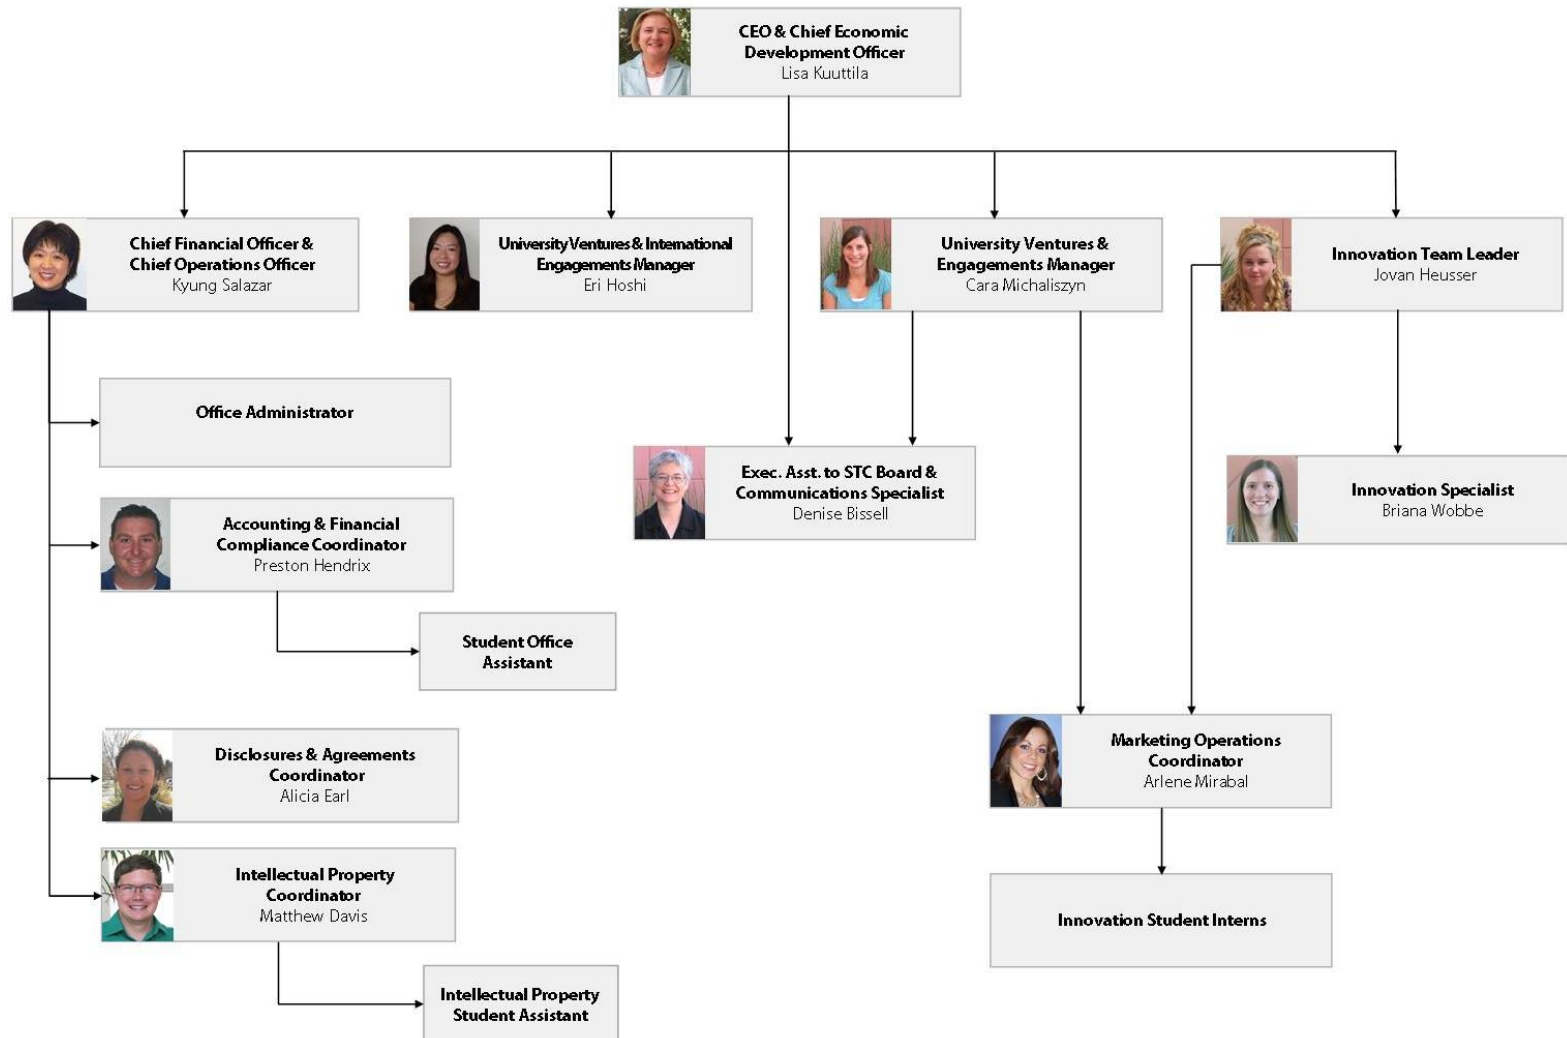 CEO & Chief Economic
Development Officer
Lisa Kuuttila
Chief Financial Officer &
Chief Operations Officer
Kyung Salazar
University Ventures & International
Engagements Manager
Eri Hoshi
University Ventures &
Engagements Manager
Cara Michaliszyn
Innovation Team Leader
Jovan Heusser
Office Administrator
Exec. Asst. to STC Board &
Communications Specialist
Denise Bissell
Innovation Specialist
Briana Wobbe
Accounting & Financial
Compliance Coordinator
Preston Hendrix
Student Office
Assistant
Disclosures & Agreements
Coordinator
Alicia Earl
Marketing Operations
Coordinator
Arlene Mirabal
Intellectual Property
Coordinator
Matthew Davis
Innovation Student Interns
Intellectual Property
Student Assistant